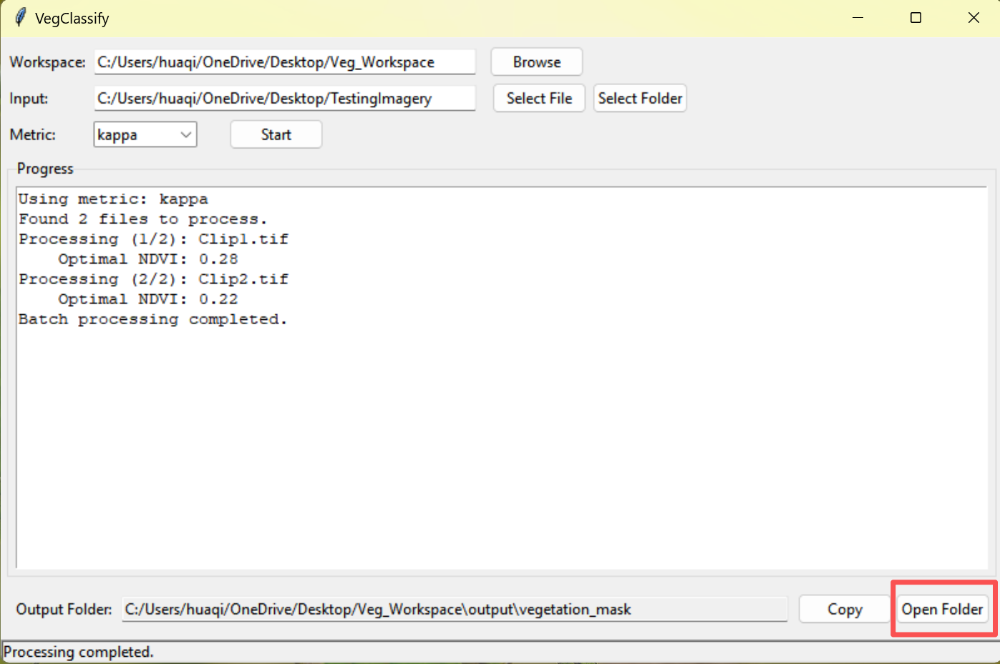 VegClassify
Workspace: C:/Users/huaqi/OneDrive/Desktop/Veg_Workspace Browse
Input: C:/Users/huaqi/OneDrive/Desktop/TestingImagery Select File Select Folder
Metric: kappa Start
Progress
Using metric: kappa
Found 2 files to process.
Processing (1/2): Clip1.tif
    Optimal NDVI: 0.28
Processing (2/2): Clip2.tif
    Optimal NDVI: 0.22
Batch processing completed.
Output Folder: C:/Users/huaqi/OneDrive/Desktop/Veg_Workspace\output\vegetation_mask Copy Open Folder
Processing completed.